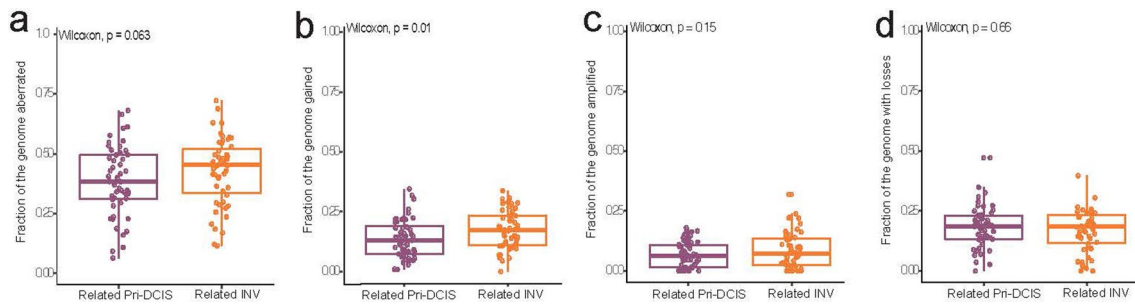 a
Wilcoxon, p = 0.063
Fraction of the genome aberrated
1.0
0.75
0.50
0.25
0.00
Related Pri-DCIS Related INV
b
Wilcoxon, p = 0.01
Fraction of the genome gained
1.00
0.75
0.50
0.25
0.00
Related Pri-DCIS Related INV
c
Wilcoxon, p = 0.15
Fraction of the genome amplified
1.00
0.75
0.50
0.25
0.00
Related Pri-DCIS Related INV
d
Wilcoxon, p = 0.66
Fraction of the genome with losses
1.00
0.75
0.50
0.25
0.00
Related Pri-DCIS Related INV